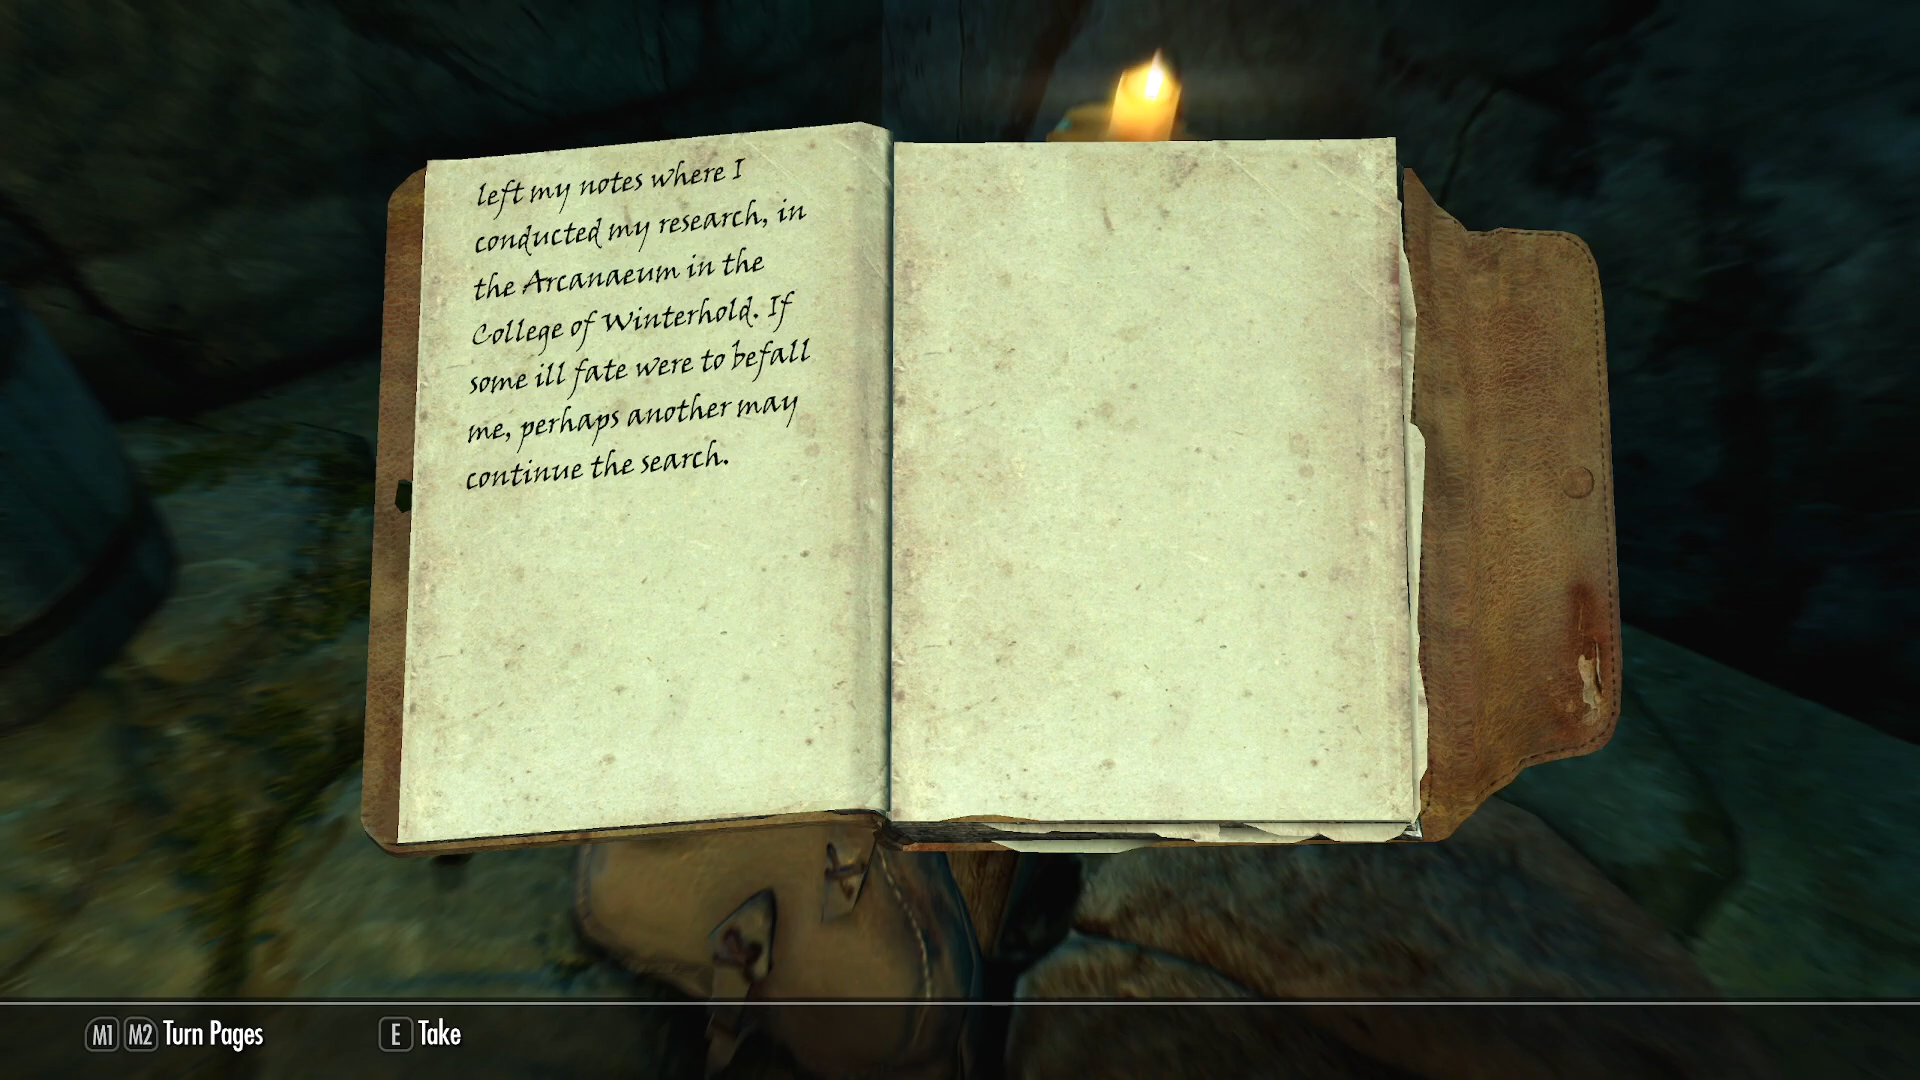 left my notes where I
conducted my research, in
the Arcanaeum in the
College of Winterhold. If
some ill fate were to befall
me, perhaps another may
continue the search.
M1 M2 Turn Pages
E Take